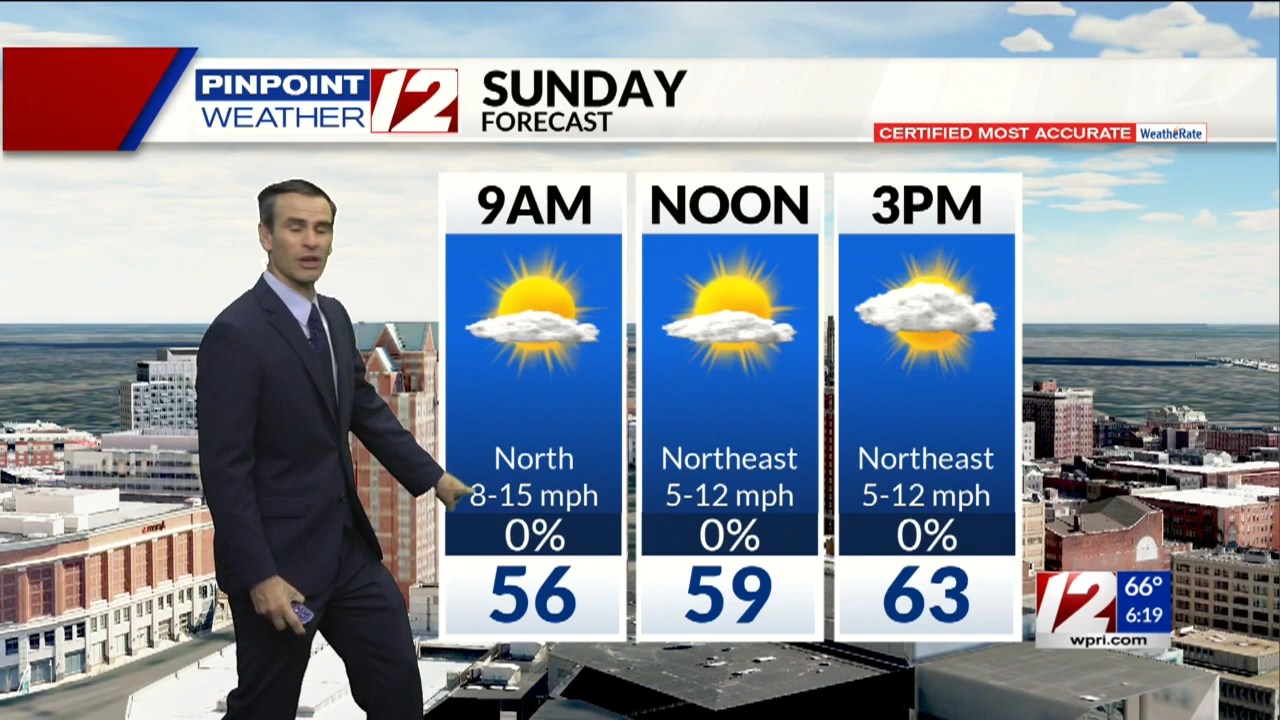 PINPOINT
WEATHER
12
SUNDAY
FORECAST
CERTIFIED MOST ACCURATE WeatheRate
9AM
North
8-15 mph
0%
56
NOON
Northeast
5-12 mph
0%
59
3PM
Northeast
5-12 mph
0%
63
12
66°
6:19
wpri.com